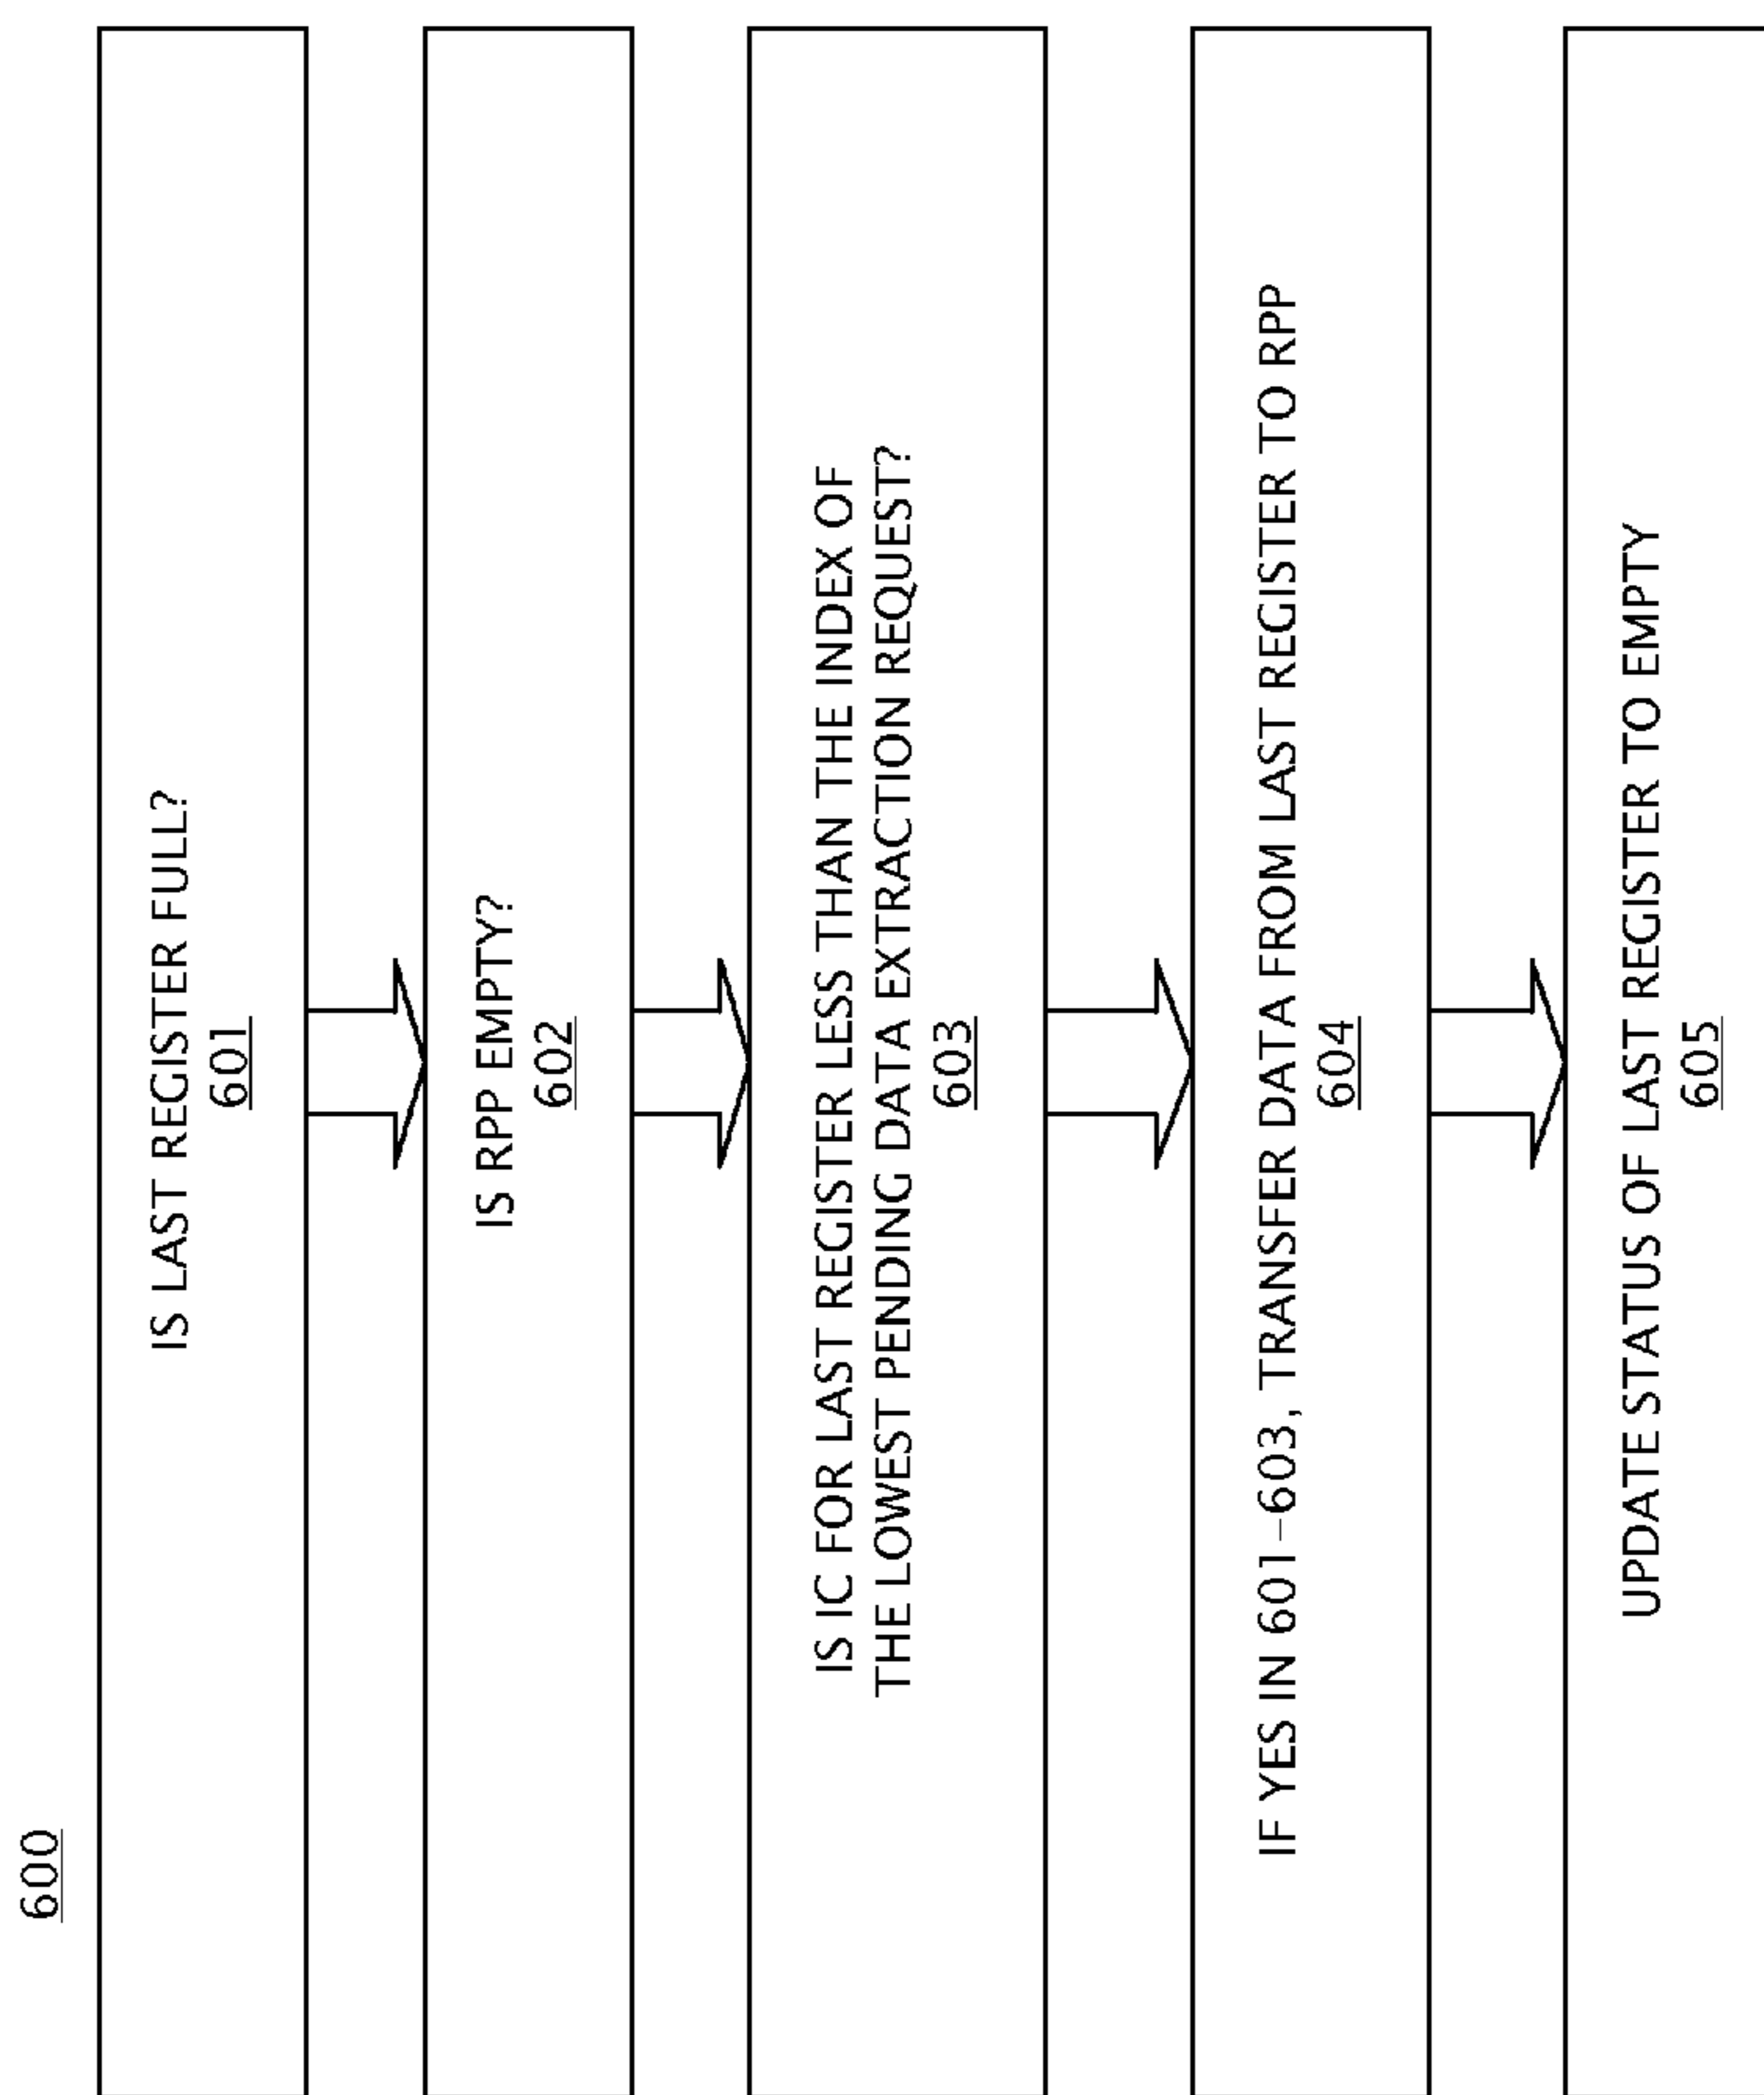 600
IS LAST REGISTER FULL?
601
IS RPP EMPTY?
602
IS IC FOR LAST REGISTER LESS THAN THE INDEX OF
THE LOWEST PENDING DATA EXTRACTION REQUEST?
603
IF YES IN 601-603, TRANSFER DATA FROM LAST REGISTER TO RPP
604
UPDATE STATUS OF LAST REGISTER TO EMPTY
605